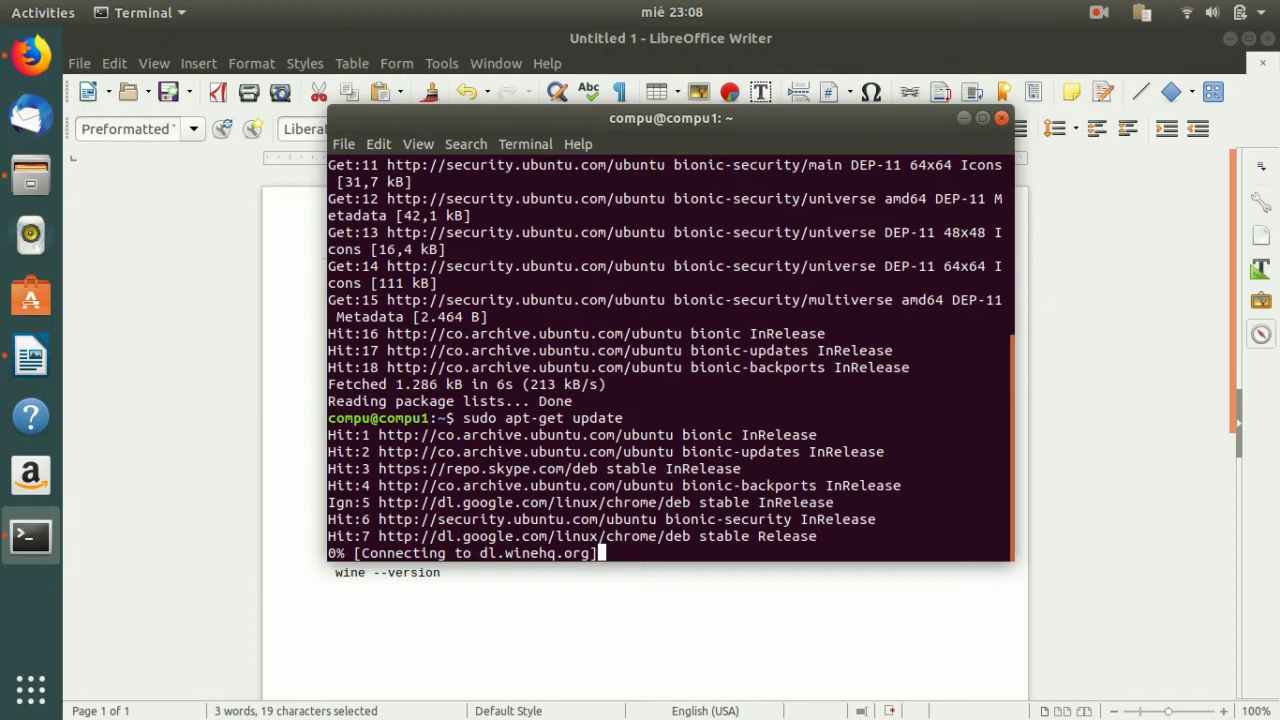 Activities
Terminal
mié 23:08
Untitled 1 - LibreOffice Writer
File Edit View Insert Format Styles Table Form Tools Window Help
Abc
Preformatted
Libera
compu@compu1: ~
File Edit View Search Terminal Help
Get:11 http://security.ubuntu.com/ubuntu bionic-security/main DEP-11 64x64 Icons
[31,7 kB]
Get:12 http://security.ubuntu.com/ubuntu bionic-security/universe amd64 DEP-11 M
etadata [42,1 kB]
Get:13 http://security.ubuntu.com/ubuntu bionic-security/universe DEP-11 48x48 I
cons [16,4 kB]
Get:14 http://security.ubuntu.com/ubuntu bionic-security/universe DEP-11 64x64 I
cons [111 kB]
Get:15 http://security.ubuntu.com/ubuntu bionic-security/multiverse amd64 DEP-11
Metadata [2.464 B]
Hit:16 http://co.archive.ubuntu.com/ubuntu bionic InRelease
Hit:17 http://co.archive.ubuntu.com/ubuntu bionic-updates InRelease
Hit:18 http://co.archive.ubuntu.com/ubuntu bionic-backports InRelease
Fetched 1.286 kB in 6s (213 kB/s)
Reading package lists... Done
compu@compu1:~$ sudo apt-get update
Hit:1 http://co.archive.ubuntu.com/ubuntu bionic InRelease
Hit:2 http://co.archive.ubuntu.com/ubuntu bionic-updates InRelease
Hit:3 https://repo.skype.com/deb stable InRelease
Hit:4 http://co.archive.ubuntu.com/ubuntu bionic-backports InRelease
Ign:5 http://dl.google.com/linux/chrome/deb stable InRelease
Hit:6 http://security.ubuntu.com/ubuntu bionic-security InRelease
Hit:7 http://dl.google.com/linux/chrome/deb stable Release
0% [Connecting to dl.winehq.org]
wine --version
Page 1 of 1
3 words, 19 characters selected
Default Style
English (USA)
100%